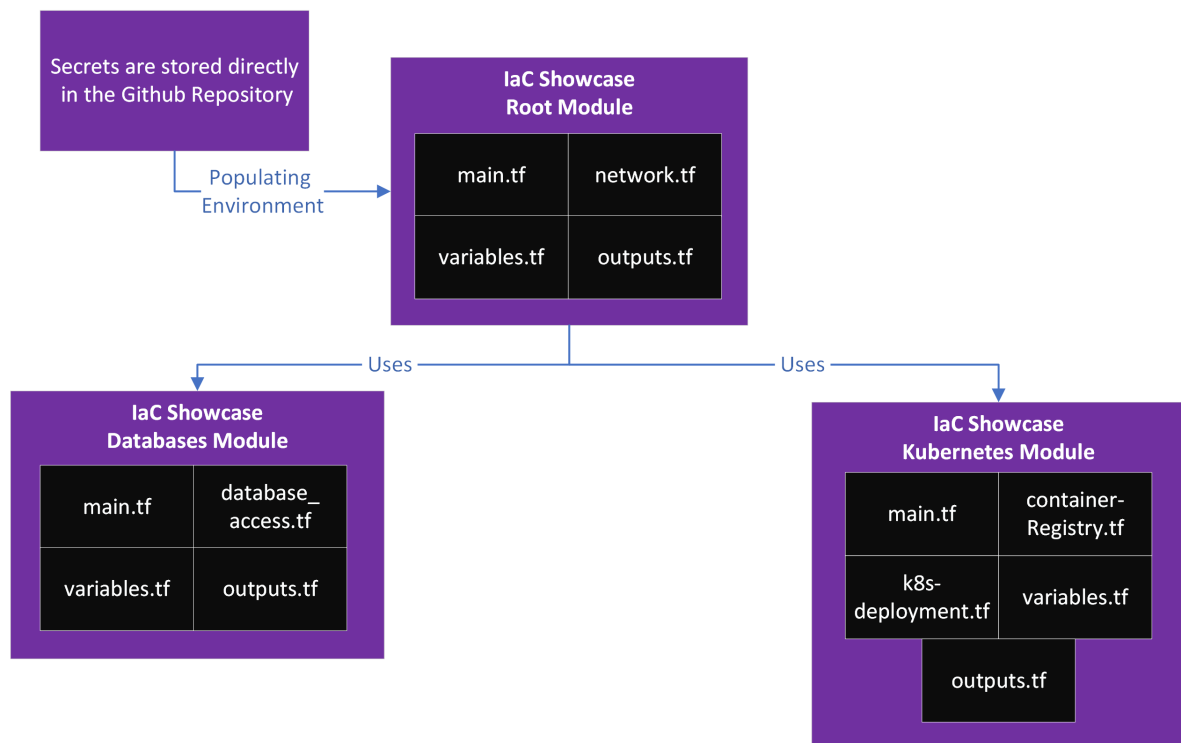 Secrets are stored directly
in the Github Repository
IaC Showcase
Root Module
main.tf
network.tf
variables.tf
outputs.tf
Populating
Environment
Uses
Uses
IaC Showcase
Databases Module
main.tf
database_
access.tf
variables.tf
outputs.tf
IaC Showcase
Kubernetes Module
main.tf
container-
Registry.tf
k8s-
deployment.tf
variables.tf
outputs.tf